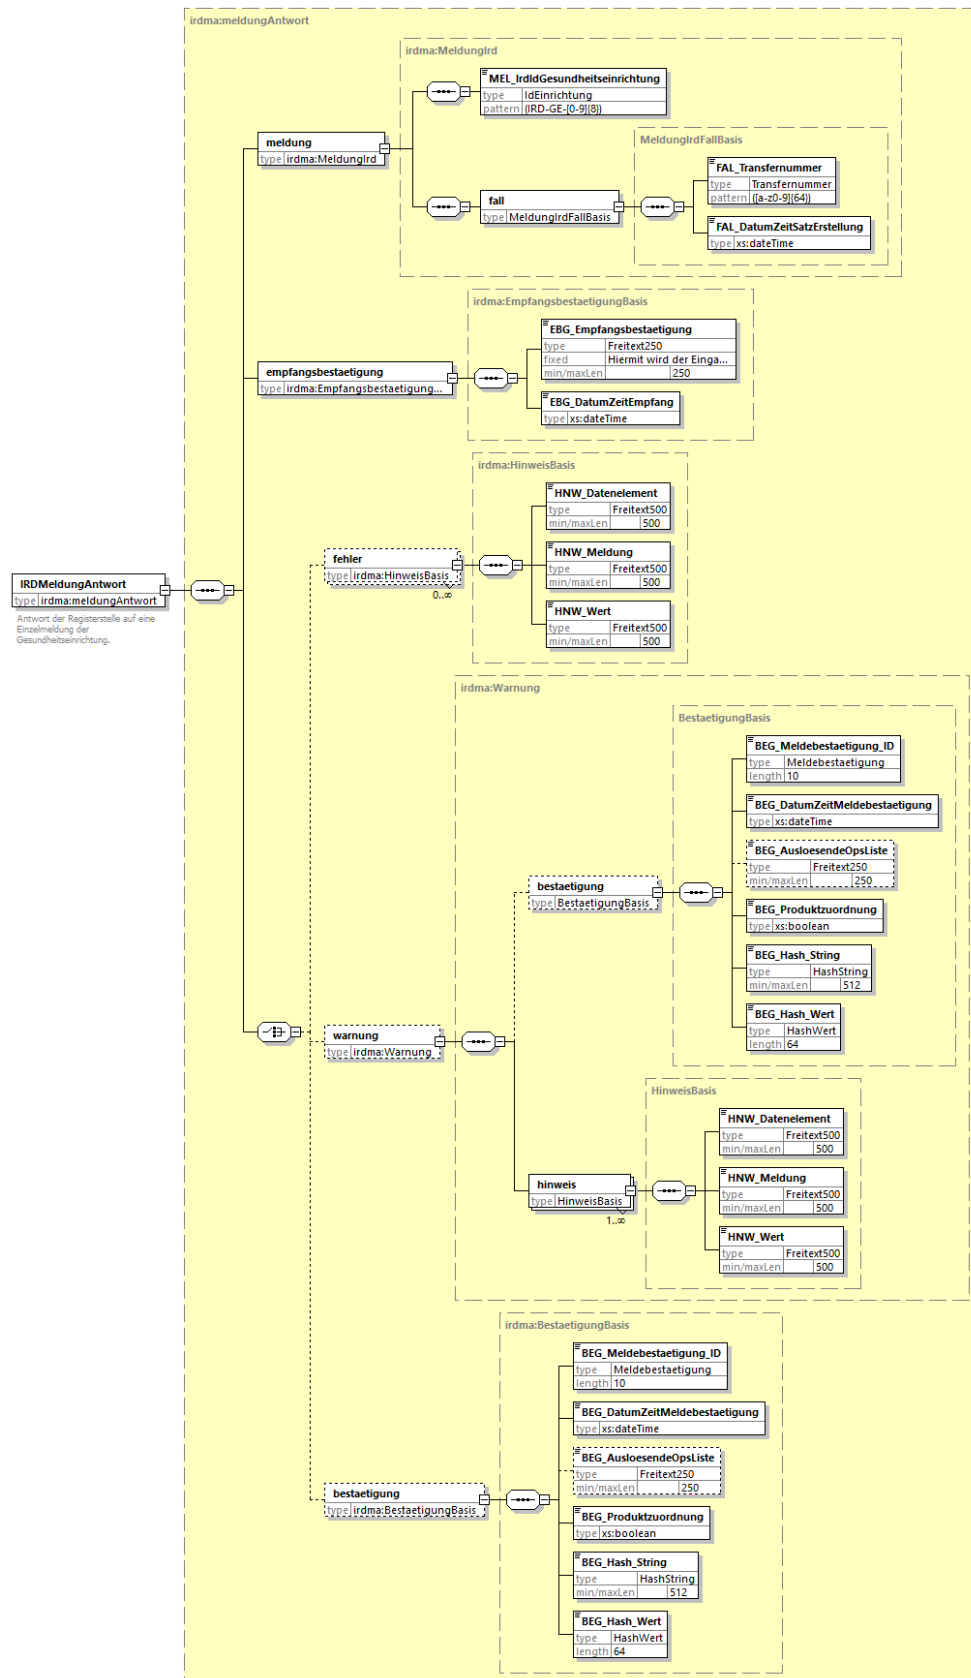 irdma:meldungAntwort
irdma:MeldungIrd
MEL_IrdIdGesundheitseinrichtung
type IdEinrichtung
pattern (IRD-GE-[0-9]{8})
MeldungIrdFallBasis
meldung
type irdma:MeldungIrd
FAL_Transfernummer
type Transfernummer
pattern ([a-z0-9]{64})
fall
type MeldungIrdFallBasis
FAL_DatumZeitSatzErstellung
type xs:dateTime
irdma:EmpfangsbestaetigungBasis
EBG_Empfangsbestaetigung
type Freitext250
fixed Hiermit wird der Einga...
min/maxLen 250
empfangsbestaetigung
type irdma:Empfangsbestaetigung...
EBG_DatumZeitEmpfang
type xs:dateTime
irdma:HinweisBasis
HNW_Datenelement
type Freitext500
min/maxLen 500
fehler
type irdma:HinweisBasis
0..∞
HNW_Meldung
type Freitext500
min/maxLen 500
HNW_Wert
type Freitext500
min/maxLen 500
IRDMeldungAntwort
type irdma:meldungAntwort
Antwort der Registerstelle auf eine
Einzelmeldung der
Gesundheitseinrichtung.
irdma:Warnung
BestaetigungBasis
BEG_Meldebestaetigung_ID
type Meldebestaetigung
length 10
BEG_DatumZeitMeldebestaetigung
type xs:dateTime
BEG_AusloesendeOpsListe
type Freitext250
min/maxLen 250
bestaetigung
type BestaetigungBasis
BEG_Produktzuordnung
type xs:boolean
BEG_Hash_String
type HashString
min/maxLen 512
BEG_Hash_Wert
type HashWert
length 64
warnung
type irdma:Warnung
HinweisBasis
HNW_Datenelement
type Freitext500
min/maxLen 500
hinweis
type HinweisBasis
1..∞
HNW_Meldung
type Freitext500
min/maxLen 500
HNW_Wert
type Freitext500
min/maxLen 500
irdma:BestaetigungBasis
BEG_Meldebestaetigung_ID
type Meldebestaetigung
length 10
BEG_DatumZeitMeldebestaetigung
type xs:dateTime
BEG_AusloesendeOpsListe
type Freitext250
min/maxLen 250
bestaetigung
type irdma:BestaetigungBasis
BEG_Produktzuordnung
type xs:boolean
BEG_Hash_String
type HashString
min/maxLen 512
BEG_Hash_Wert
type HashWert
length 64